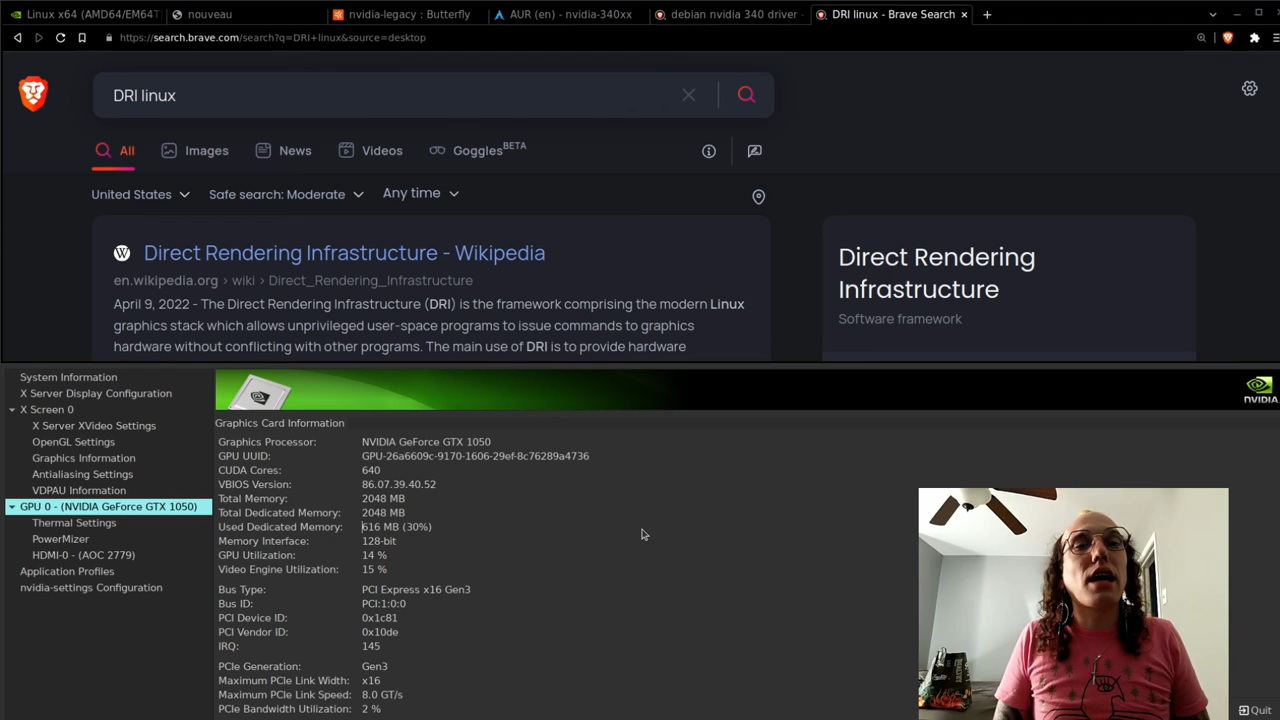 Linux x64 (AMD64/EM64T
nouveau
nvidia-legacy : Butterfly
AUR (en) - nvidia-340xx
debian nvidia 340 driver -
DRI linux - Brave Search
https://search.brave.com/search?q=DRI+linux&source=desktop
DRI linux
All
Images
News
Videos
Goggles BETA
United States
Safe search: Moderate
Any time
W
Direct Rendering Infrastructure - Wikipedia
en.wikipedia.org › wiki › Direct_Rendering_Infrastructure
April 9, 2022 - The Direct Rendering Infrastructure (DRI) is the framework comprising the modern Linux
graphics stack which allows unprivileged user-space programs to issue commands to graphics
hardware without conflicting with other programs. The main use of DRI is to provide hardware
Direct Rendering
Infrastructure
Software framework
System Information
X Server Display Configuration
X Screen 0
X Server XVideo Settings
OpenGL Settings
Graphics Information
Antialiasing Settings
VDPAU Information
GPU 0 - (NVIDIA GeForce GTX 1050)
Thermal Settings
PowerMizer
HDMI-0 - (AOC 2779)
Application Profiles
nvidia-settings Configuration
NVIDIA
Graphics Card Information
Graphics Processor: NVIDIA GeForce GTX 1050
GPU UUID: GPU-26a6609c-9170-1606-29ef-8c76289a4736
CUDA Cores: 640
VBIOS Version: 86.07.39.40.52
Total Memory: 2048 MB
Total Dedicated Memory: 2048 MB
Used Dedicated Memory: 616 MB (30%)
Memory Interface: 128-bit
GPU Utilization: 14 %
Video Engine Utilization: 15 %
Bus Type: PCI Express x16 Gen3
Bus ID: PCI:1:0:0
PCI Device ID: 0x1c81
PCI Vendor ID: 0x10de
IRQ: 145
PCIe Generation: Gen3
Maximum PCIe Link Width: x16
Maximum PCIe Link Speed: 8.0 GT/s
PCIe Bandwidth Utilization: 2 %
Quit